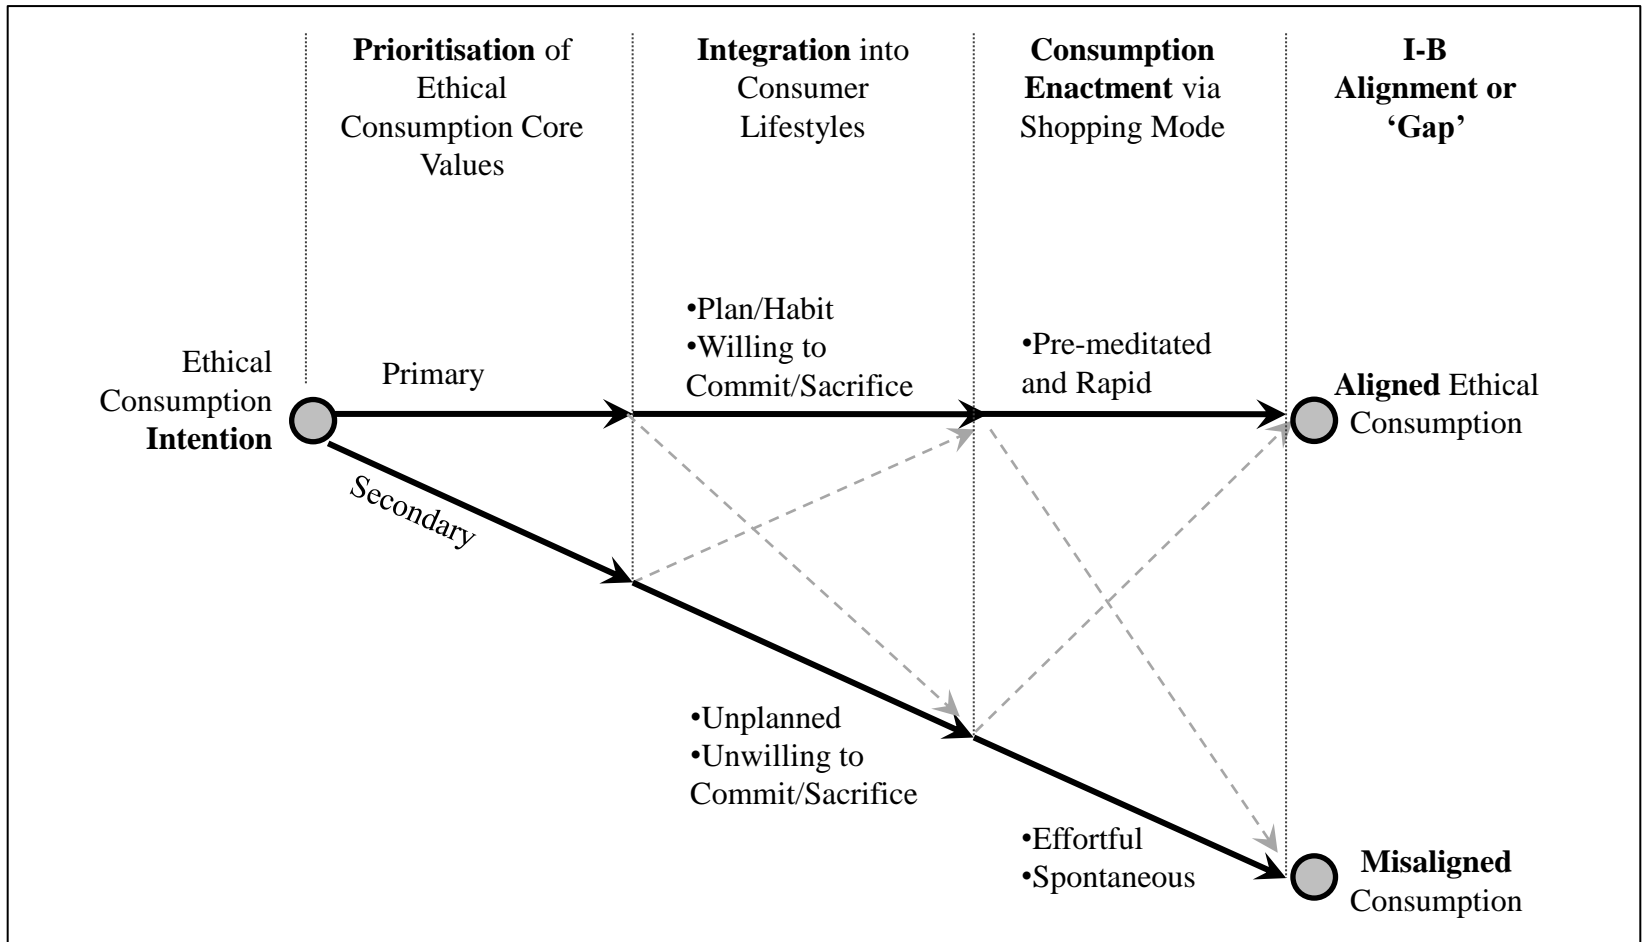 Prioritisation of
Ethical
Consumption Core
Values
Integration into
Consumer
Lifestyles
Consumption
Enactment via
Shopping Mode
I-B
Alignment or
‘Gap’
Ethical
Consumption
Intention
Primary
Secondary
•Plan/Habit
•Willing to
Commit/Sacrifice
•Pre-meditated
and Rapid
Aligned Ethical
Consumption
•Unplanned
•Unwilling to
Commit/Sacrifice
•Effortful
•Spontaneous
Misaligned
Consumption